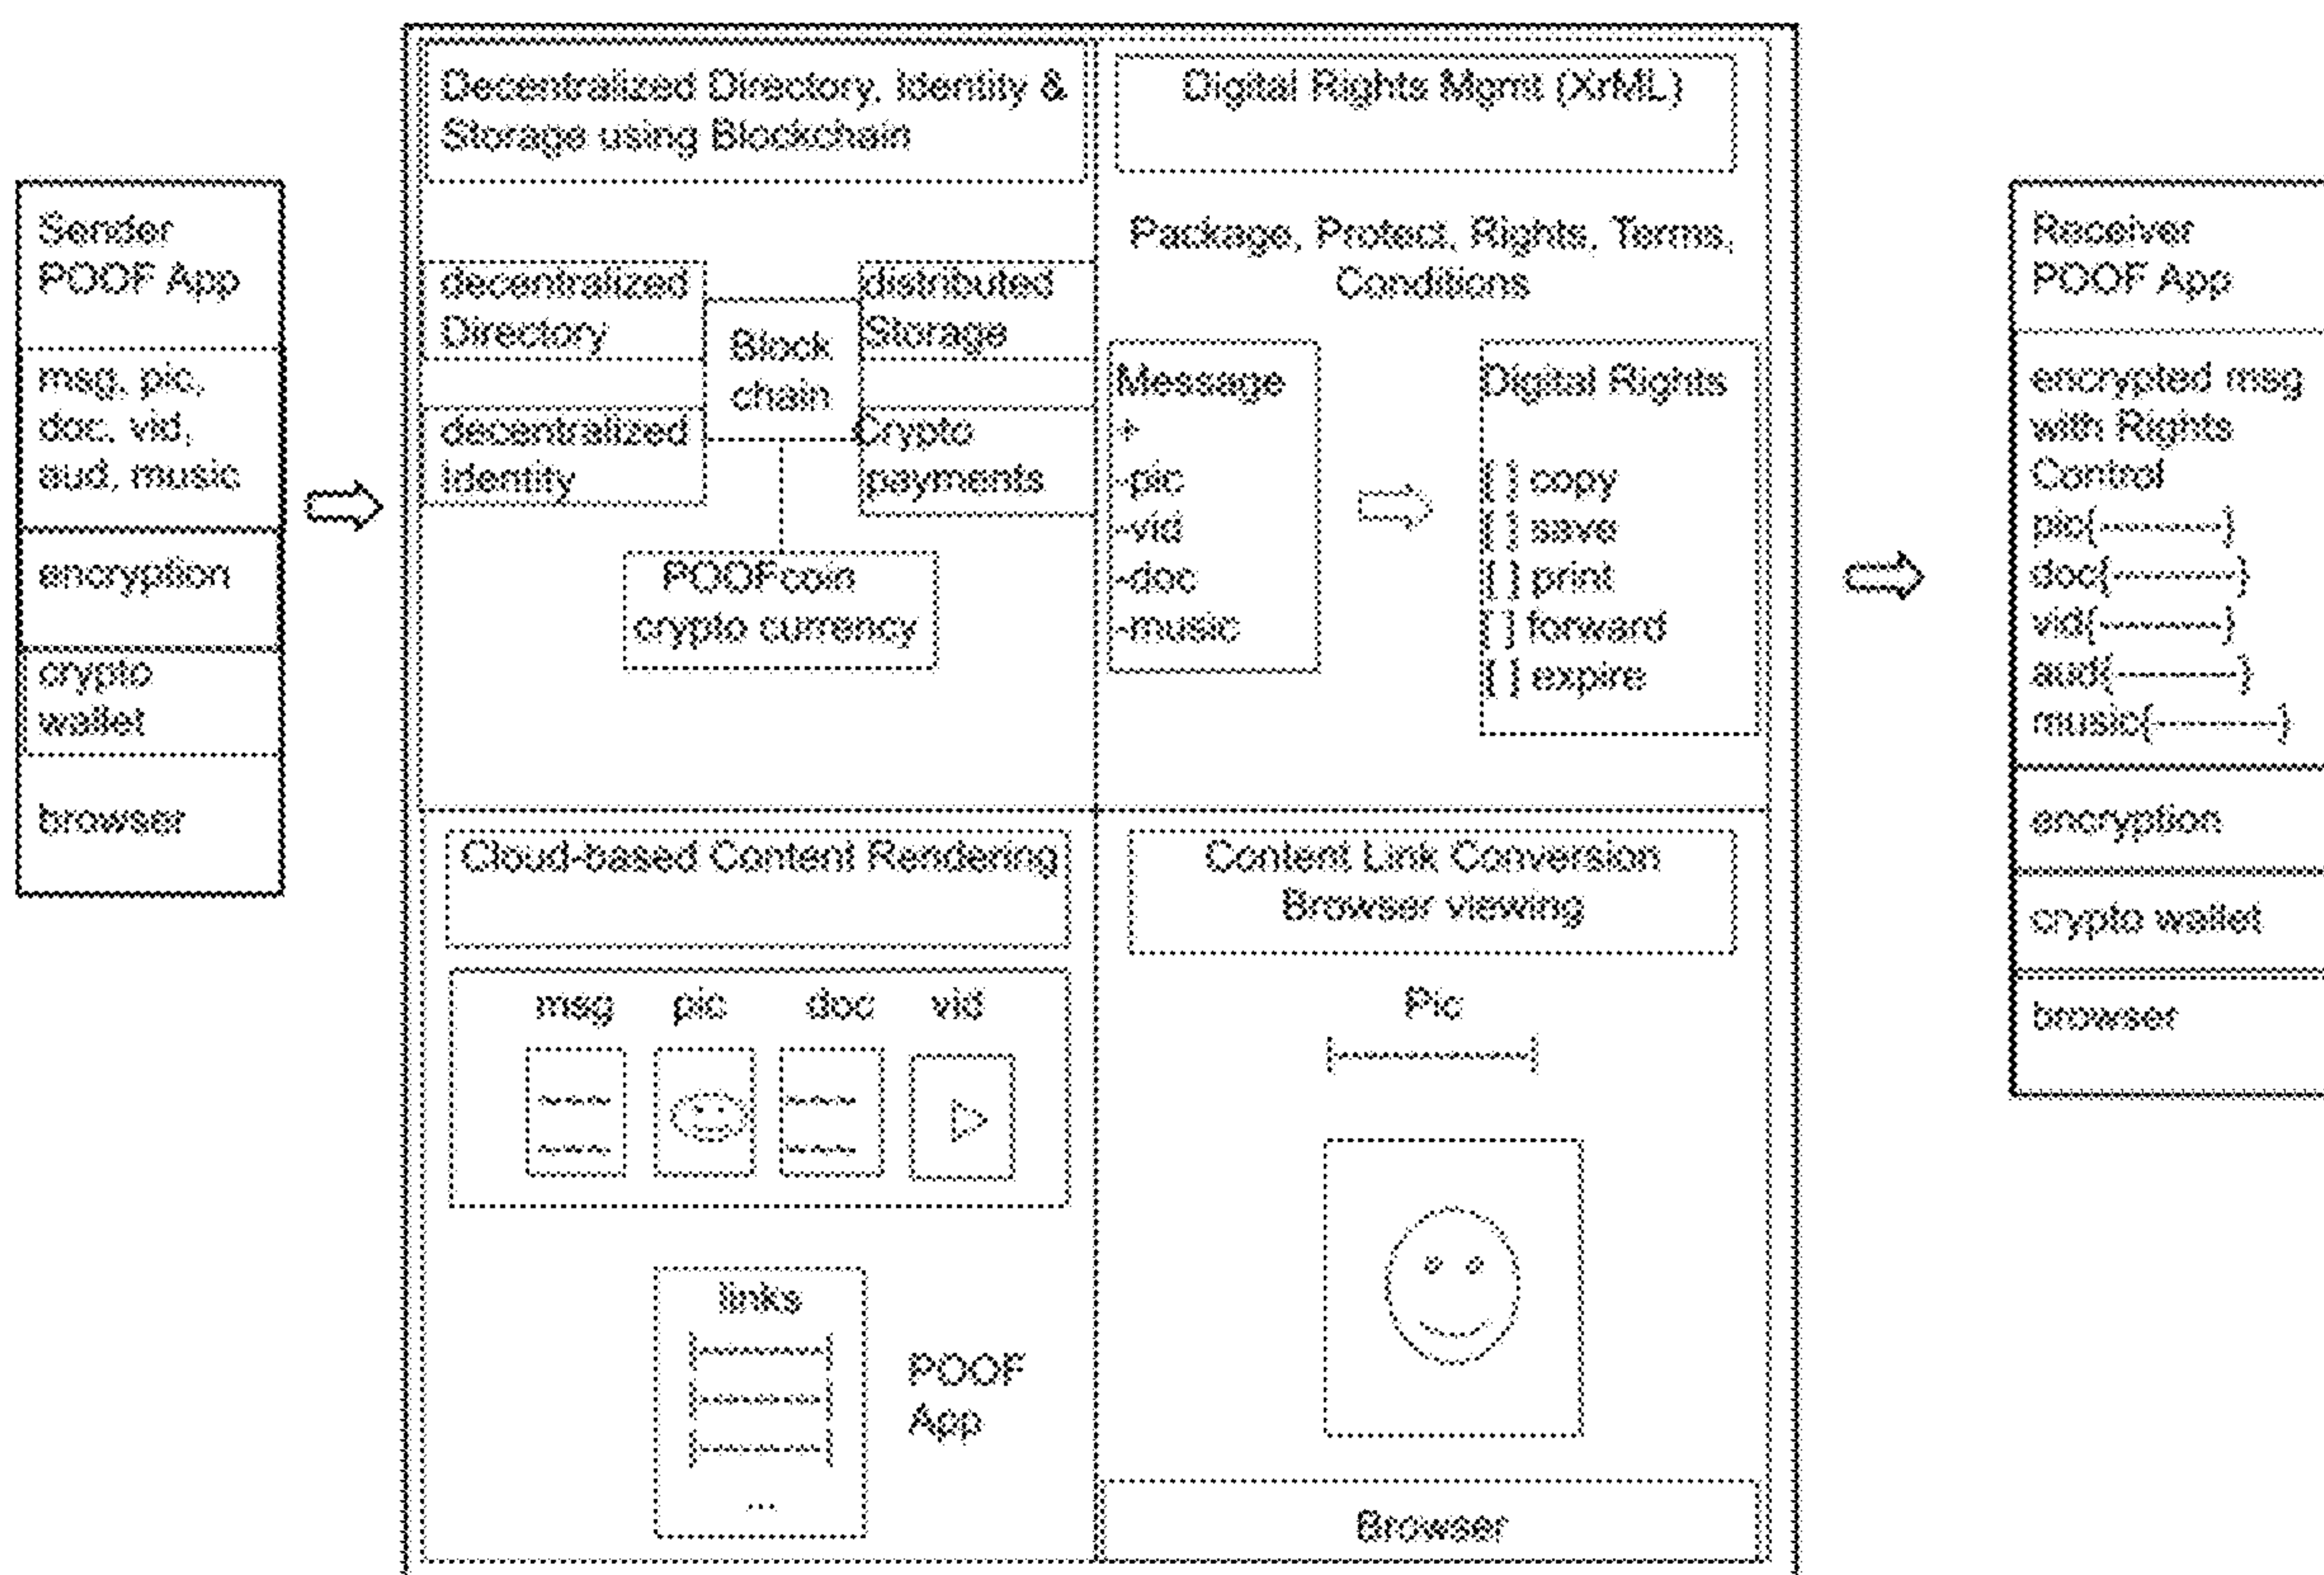 Sender
POOF App
msg, pic,
doc, vid,
aud, music
encryption
crypto
wallet
browser
Decentralized Directory, Identity &
Storage using Blockchain
decentralized
Directory
decentralized
identity
Block
chain
distributed
Storage
Crypto
payments
POOFcoin
crypto currency
Digital Rights Mgmt (XrML)
Package, Protect, Rights, Terms,
Conditions
Message
+
-pic
-vid
-doc
-music
Digital Rights
[ ] copy
[ ] save
[ ] print
[ ] forward
[ ] expire
Cloud-based Content Rendering
msg pic doc vid
links
...
POOF
App
Content Link Conversion
Browser viewing
Pic
Browser
Receiver
POOF App
encrypted msg
with Rights
Control
pic{----------}
doc{----------}
vid{----------}
aud{----------}
music{----------}
encryption
crypto wallet
browser